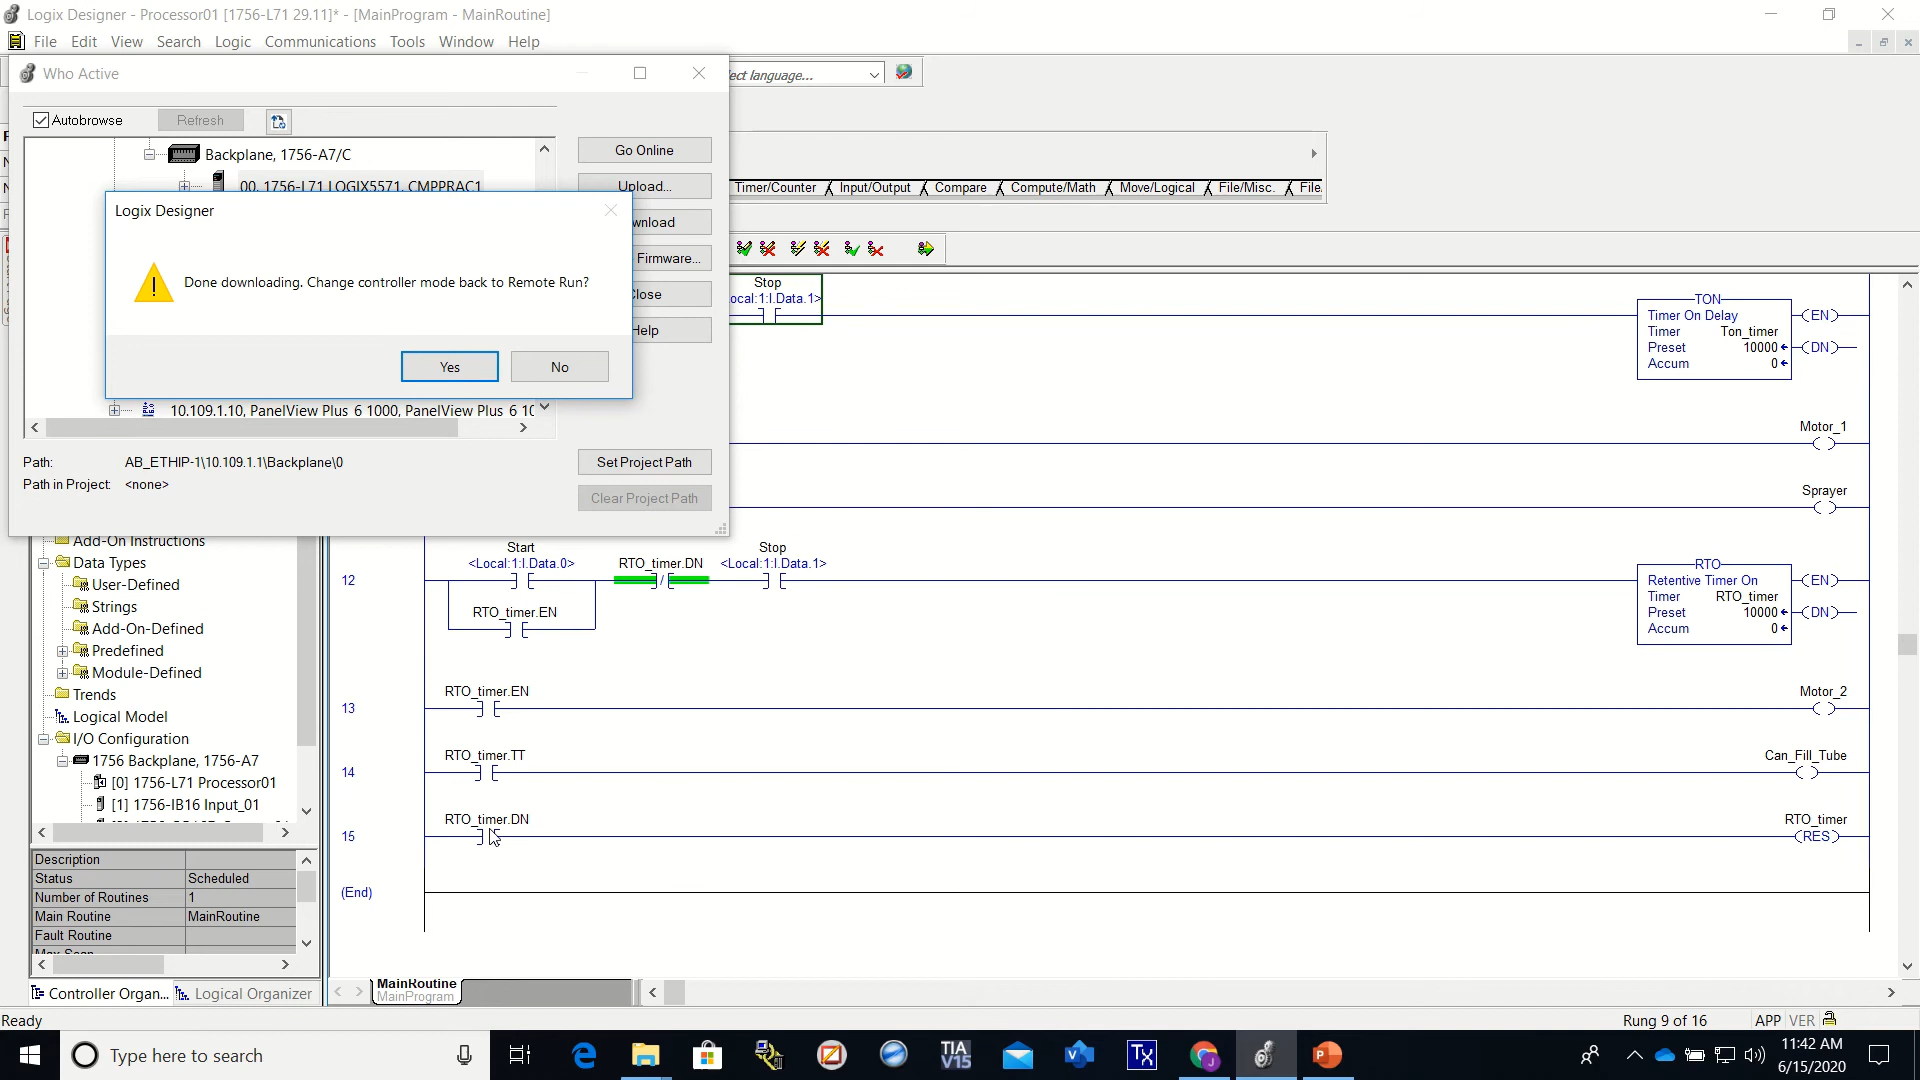 Logix Designer - Processor01 [1756-L71 29.11]* - [MainProgram - MainRoutine]
File Edit View Search Logic Communications Tools Window Help
Who Active
ect language...
Autobrowse Refresh
Backplane, 1756-A7/C
00, 1756-L71 LOGIX5571, CMPPRAC1
Go Online
Upload...
wnload
Firmware...
Close
Help
Logix Designer
Done downloading. Change controller mode back to Remote Run?
Yes No
10.109.1.10, PanelView Plus 6 1000, PanelView Plus 6 10
Path: AB_ETHIP-1\10.109.1.1\Backplane\0
Path in Project: <none>
Set Project Path
Clear Project Path
Timer/Counter Input/Output Compare Compute/Math Move/Logical File/Misc. File
Stop
ocal:1:I.Data.1>
TON
Timer On Delay
Timer Ton_timer
Preset 10000
Accum 0
EN
DN
Motor_1
Sprayer
12
Start
<Local:1:I.Data.0>
RTO_timer.DN
Stop
<Local:1:I.Data.1>
RTO_timer.EN
RTO
Retentive Timer On
Timer RTO_timer
Preset 10000
Accum 0
EN
DN
13
RTO_timer.EN
Motor_2
14
RTO_timer.TT
Can_Fill_Tube
15
RTO_timer.DN
RTO_timer
RES
(End)
Add-On Instructions
Data Types
User-Defined
Strings
Add-On-Defined
Predefined
Module-Defined
Trends
Logical Model
I/O Configuration
1756 Backplane, 1756-A7
[0] 1756-L71 Processor01
[1] 1756-IB16 Input_01
Description
Status Scheduled
Number of Routines 1
Main Routine MainRoutine
Fault Routine
Max Scan
Controller Organ... Logical Organizer
MainRoutine
MainProgram
Ready
Rung 9 of 16 APP VER
Type here to search
TIA
V15
Tx
11:42 AM
6/15/2020